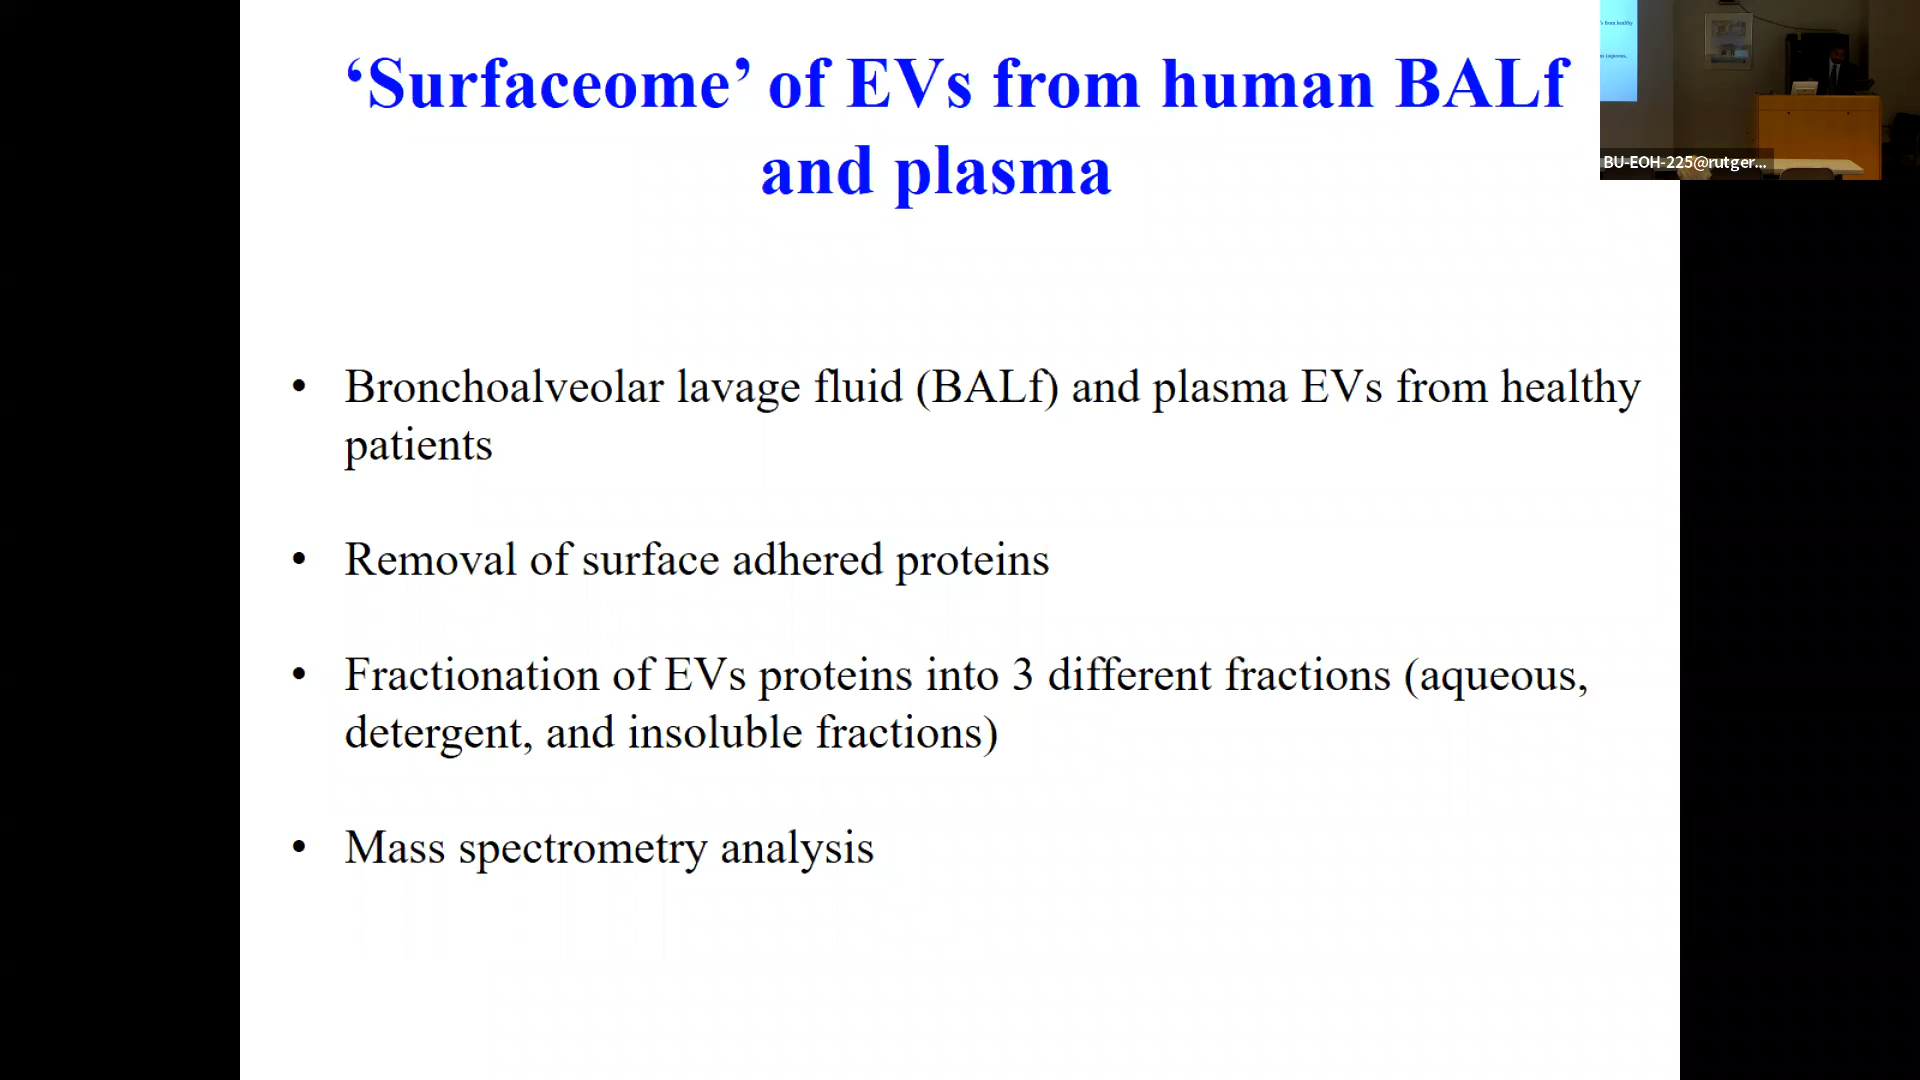 ‘Surfaceome’ of EVs from human BALf
and plasma
• Bronchoalveolar lavage fluid (BALf) and plasma EVs from healthy
patients
• Removal of surface adhered proteins
• Fractionation of EVs proteins into 3 different fractions (aqueous,
detergent, and insoluble fractions)
• Mass spectrometry analysis
BU-EOH-225@rutger...